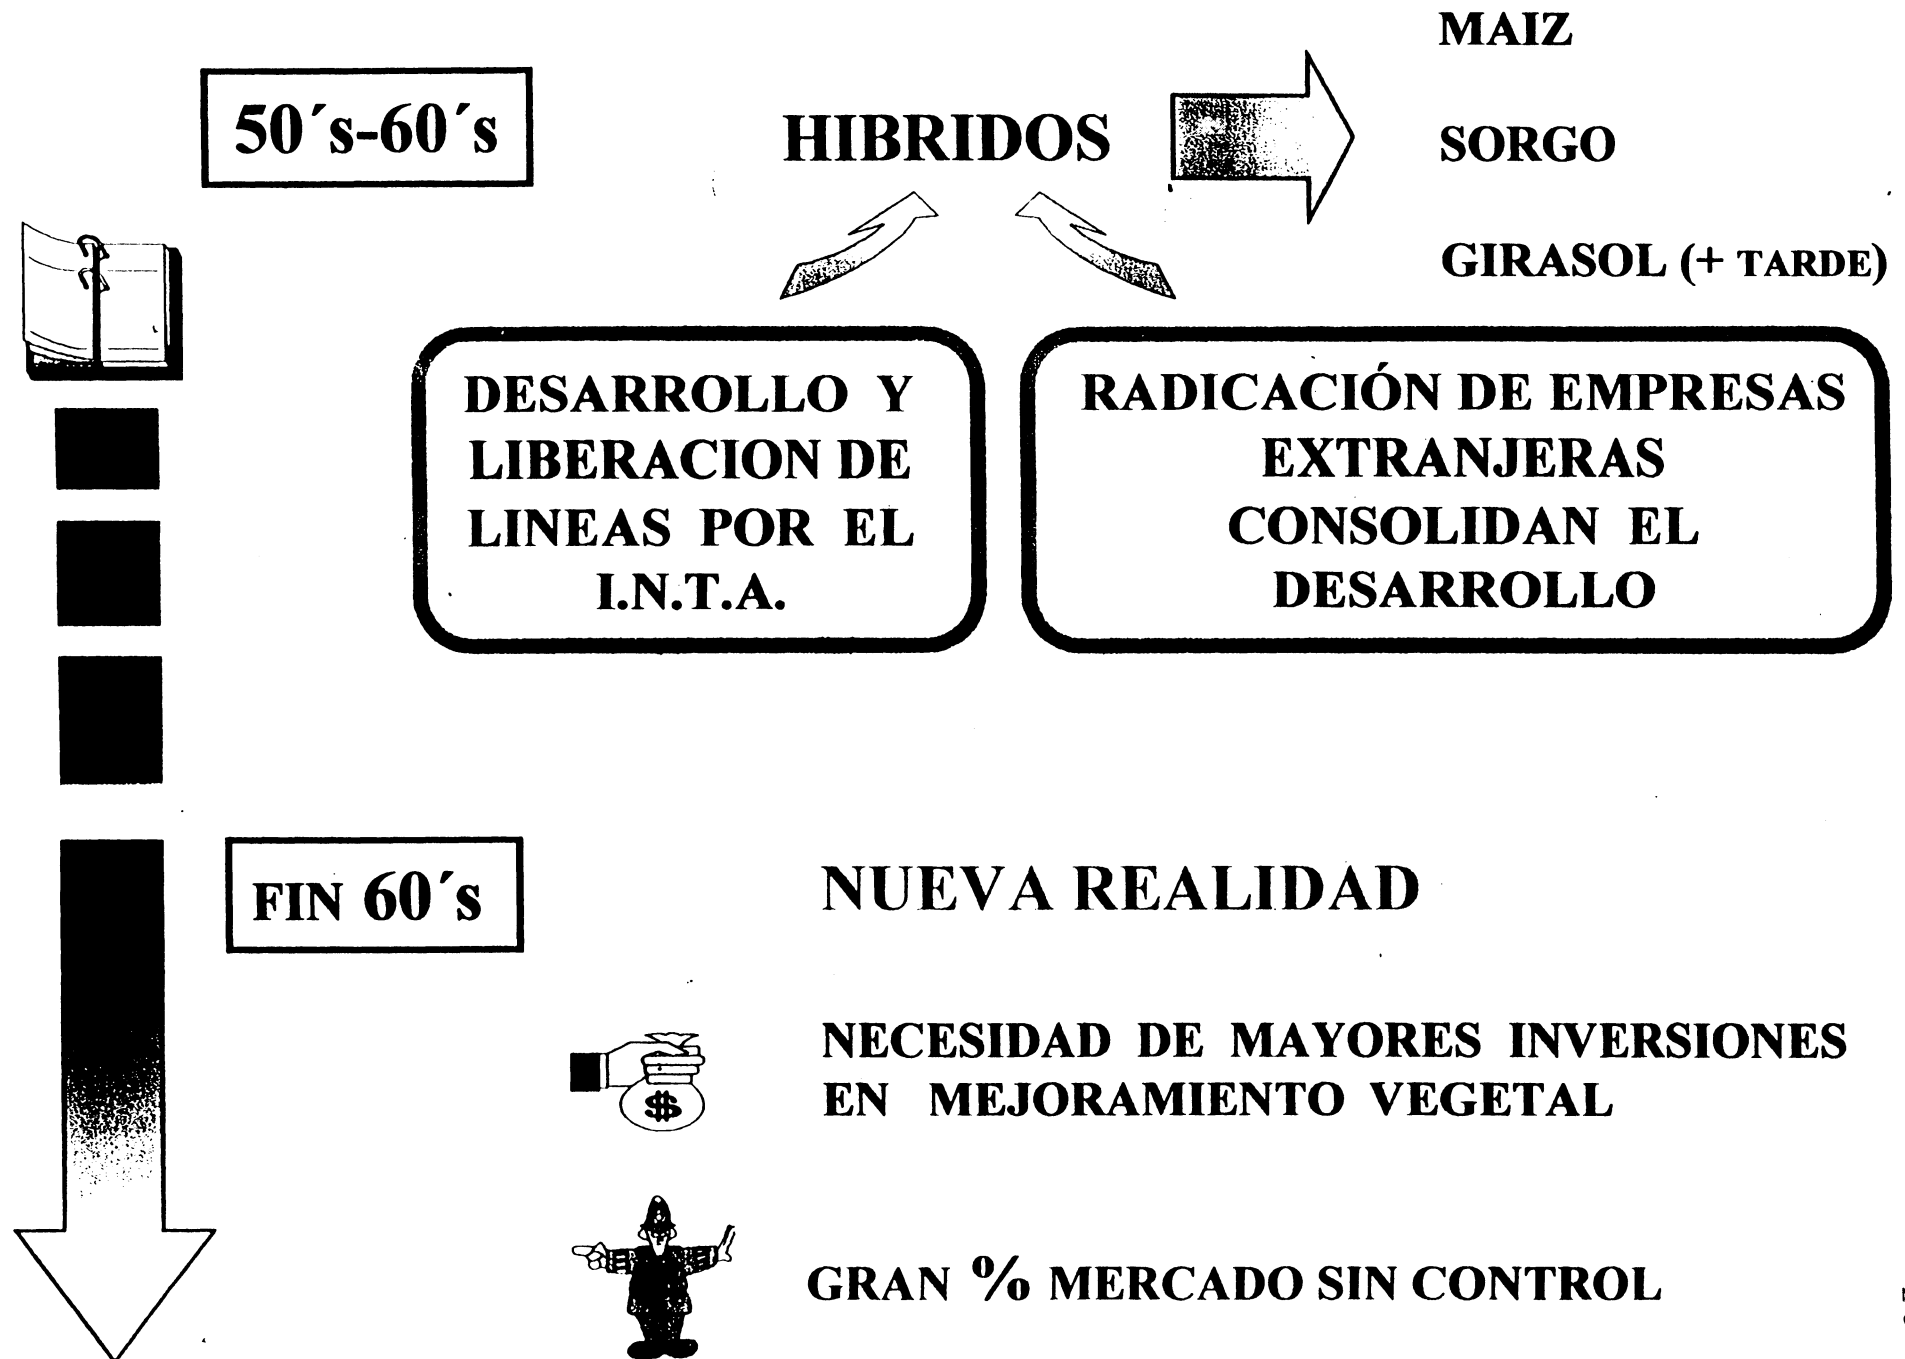 50´s-60´s
HIBRIDOS
MAIZ
SORGO
GIRASOL (+ TARDE)
DESARROLLO Y
LIBERACION DE
LINEAS POR EL
I.N.T.A.
RADICACIÓN DE EMPRESAS
EXTRANJERAS
CONSOLIDAN EL
DESARROLLO
FIN 60´s
NUEVA REALIDAD
NECESIDAD DE MAYORES INVERSIONES
EN MEJORAMIENTO VEGETAL
$
GRAN % MERCADO SIN CONTROL